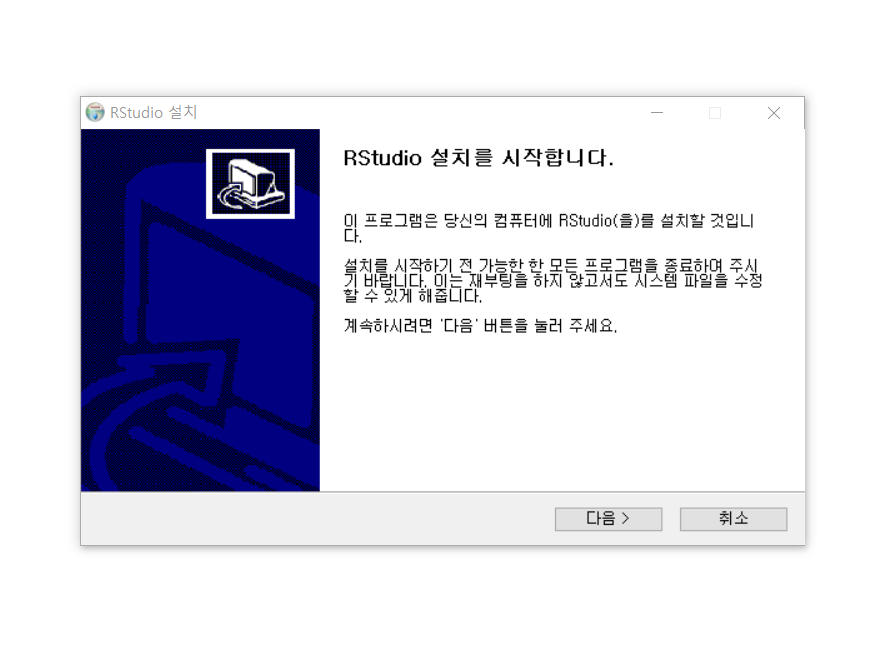 RStudio 설치
RStudio 설치를 시작합니다.
이 프로그램은 당신의 컴퓨터에 RStudio(을)를 설치할 것입니
다.
설치를 시작하기 전 가능한 한 모든 프로그램을 종료하여 주시
기 바랍니다. 이는 재부팅을 하지 않고서도 시스템 파일을 수정
할 수 있게 해줍니다.
계속하시려면 '다음' 버튼을 눌러 주세요.
다음 >
취소